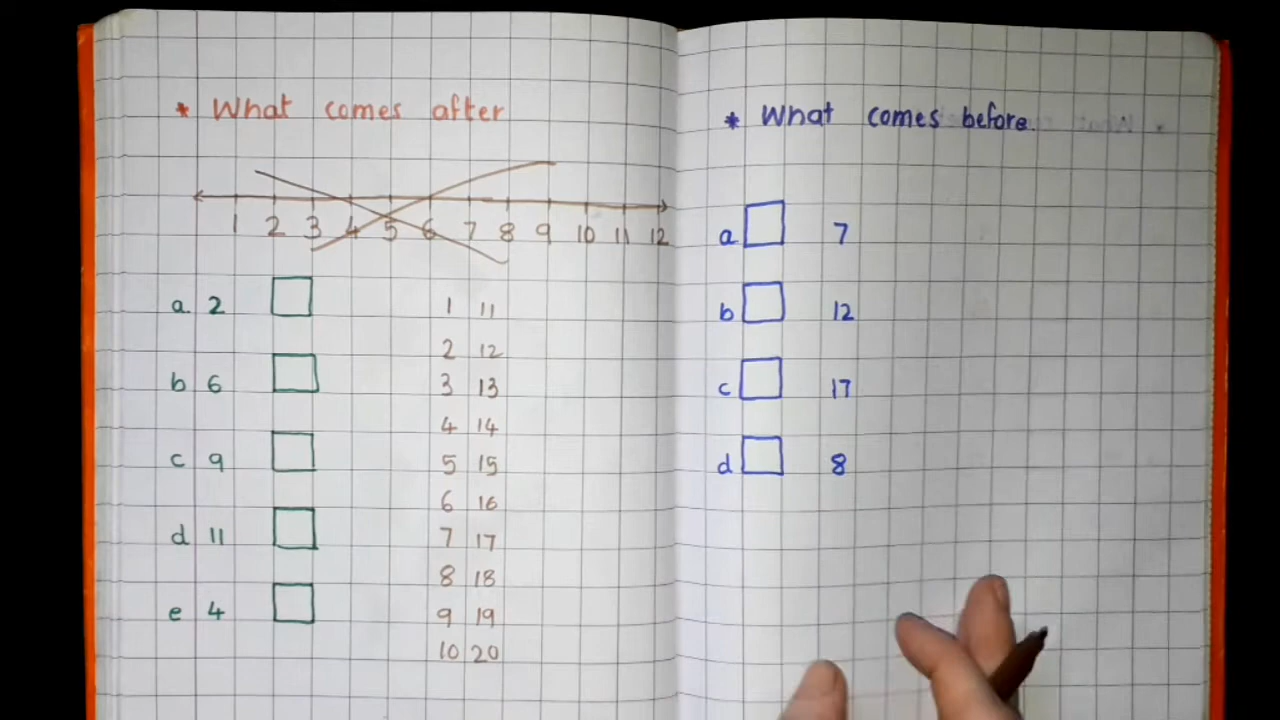 * What comes after
1 2 3 4 5 6 7 8 9 10 11 12
a. 2
b 6
c 9
d 11
e 4
1 11
2 12
3 13
4 14
5 15
6 16
7 17
8 18
9 19
10 20
* What comes before.
a 7
b 12
c 17
d 8